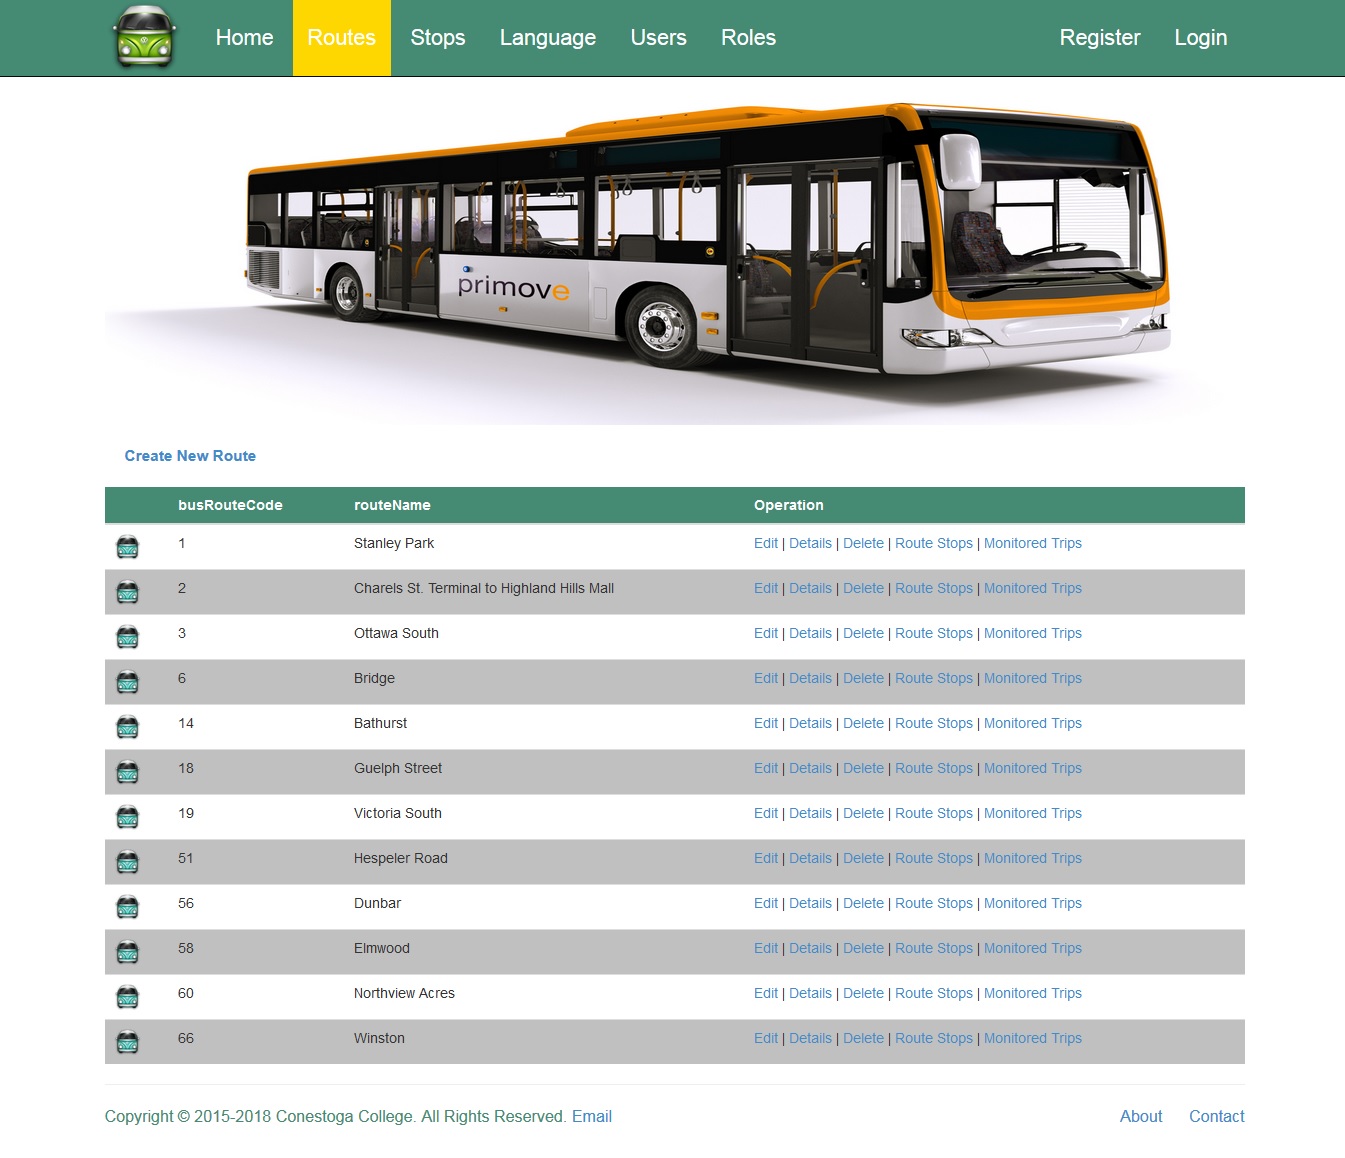 Home Routes Stops Language Users Roles Register Login
primove
Create New Route
busRouteCode routeName Operation
1 Stanley Park Edit | Details | Delete | Route Stops | Monitored Trips
2 Charels St. Terminal to Highland Hills Mall Edit | Details | Delete | Route Stops | Monitored Trips
3 Ottawa South Edit | Details | Delete | Route Stops | Monitored Trips
6 Bridge Edit | Details | Delete | Route Stops | Monitored Trips
14 Bathurst Edit | Details | Delete | Route Stops | Monitored Trips
18 Guelph Street Edit | Details | Delete | Route Stops | Monitored Trips
19 Victoria South Edit | Details | Delete | Route Stops | Monitored Trips
51 Hespeler Road Edit | Details | Delete | Route Stops | Monitored Trips
56 Dunbar Edit | Details | Delete | Route Stops | Monitored Trips
58 Elmwood Edit | Details | Delete | Route Stops | Monitored Trips
60 Northview Acres Edit | Details | Delete | Route Stops | Monitored Trips
66 Winston Edit | Details | Delete | Route Stops | Monitored Trips
Copyright © 2015-2018 Conestoga College. All Rights Reserved. Email About Contact